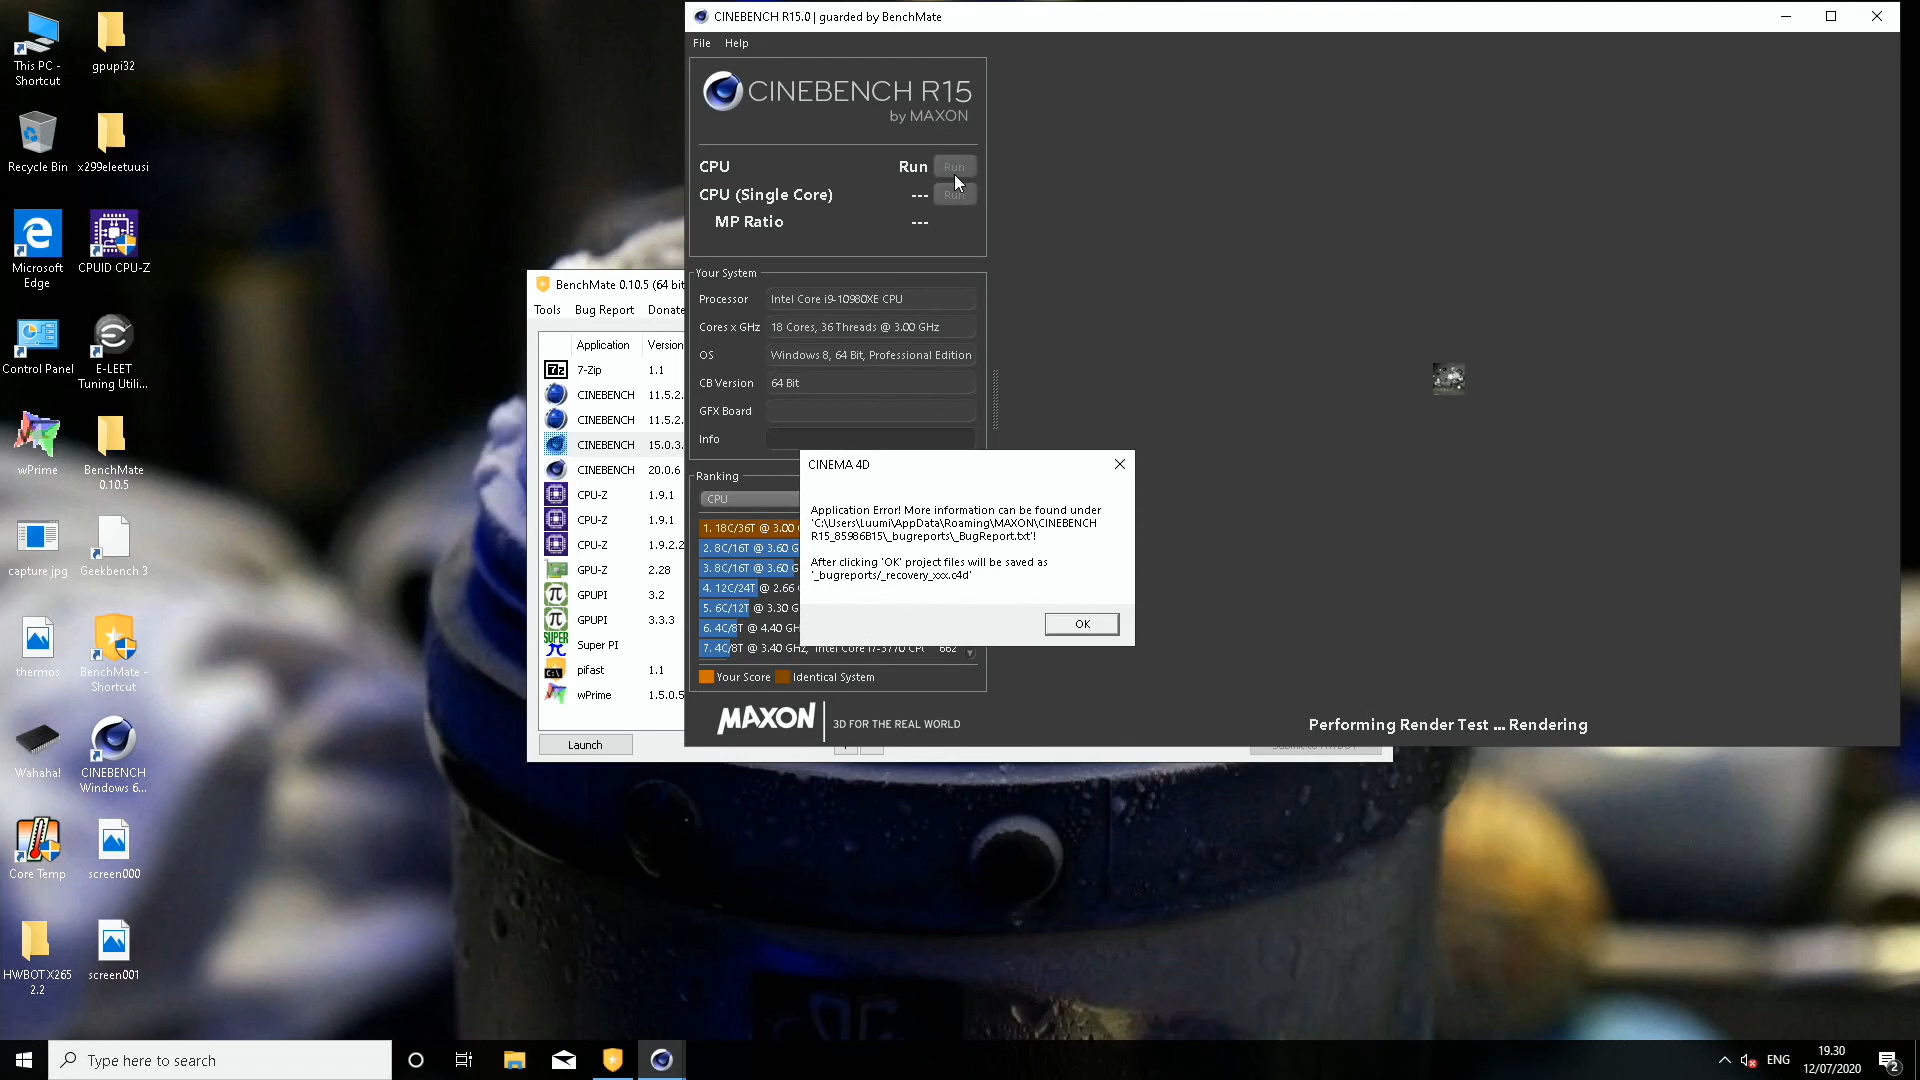 This PC -
Shortcut
gpupi32
Recycle Bin
x299eleetuusi
Microsoft
Edge
CPUID CPU-Z
Control Panel
E-LEET
Tuning Utili...
wPrime
BenchMate
0.10.5
capture jpg
Geekbench 3
thermos
BenchMate -
Shortcut
Wahaha!
CINEBENCH
Windows 6...
Core Temp
screen000
HWBOT X265
2.2
screen001
BenchMate 0.10.5 (64 bit
Tools
Bug Report
Donate
Application
Version
7-Zip
1.1
CINEBENCH
11.5.2.
CINEBENCH
11.5.2.
CINEBENCH
15.0.3.
CINEBENCH
20.0.6
CPU-Z
1.9.1
CPU-Z
1.9.1
CPU-Z
1.9.2.2
GPU-Z
2.28
GPUPI
3.2
GPUPI
3.3.3
SUPER
Super PI
pifast
1.1
wPrime
1.5.0.5
Launch
CINEBENCH R15.0 | guarded by BenchMate
File
Help
CINEBENCH R15
by MAXON
CPU
Run
Run
CPU (Single Core)
---
Run
MP Ratio
---
Your System
Processor
Intel Core i9-10980XE CPU
Cores x GHz
18 Cores, 36 Threads @ 3.00 GHz
OS
Windows 8, 64 Bit, Professional Edition
CB Version
64 Bit
GFX Board
Info
Ranking
CPU
1. 18C/36T @ 3.00
2. 8C/16T @ 3.60 G
3. 8C/16T @ 3.60 G
4. 12C/24T @ 2.66
5. 6C/12T @ 3.30 G
6. 4C/8T @ 4.40 GH
7. 4C/8T @ 3.40 GHz, Intel Core i7-3770 CPU 662
Your Score
Identical System
MAXON
3D FOR THE REAL WORLD
Performing Render Test ... Rendering
CINEMA 4D
Application Error! More information can be found under
'C:\Users\Luumi\AppData\Roaming\MAXON\CINEBENCH
R15_85986B15\_bugreports\_BugReport.txt'!
After clicking 'OK' project files will be saved as
'_bugreports/_recovery_xxx.c4d'
OK
Type here to search
ENG
19.30
12/07/2020
2